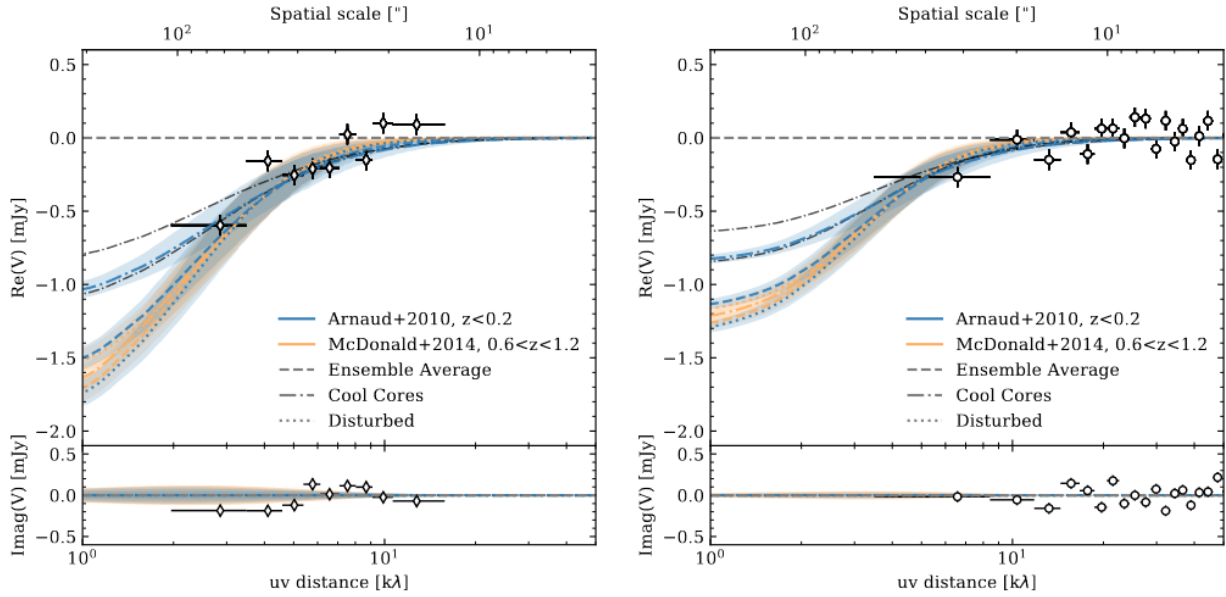 Spatial scale ["]
10²
10¹
0.5
0.0
−0.5
−1.0
−1.5
−2.0
Re(V) [mJy]
Arnaud+2010, z<0.2
McDonald+2014, 0.6<z<1.2
Ensemble Average
Cool Cores
Disturbed
0.5
0.0
−0.5
Imag(V) [mJy]
10⁰
10¹
uv distance [kλ]
Spatial scale ["]
10²
10¹
0.5
0.0
−0.5
−1.0
−1.5
−2.0
Re(V) [mJy]
Arnaud+2010, z<0.2
McDonald+2014, 0.6<z<1.2
Ensemble Average
Cool Cores
Disturbed
0.5
0.0
−0.5
Imag(V) [mJy]
10⁰
10¹
uv distance [kλ]